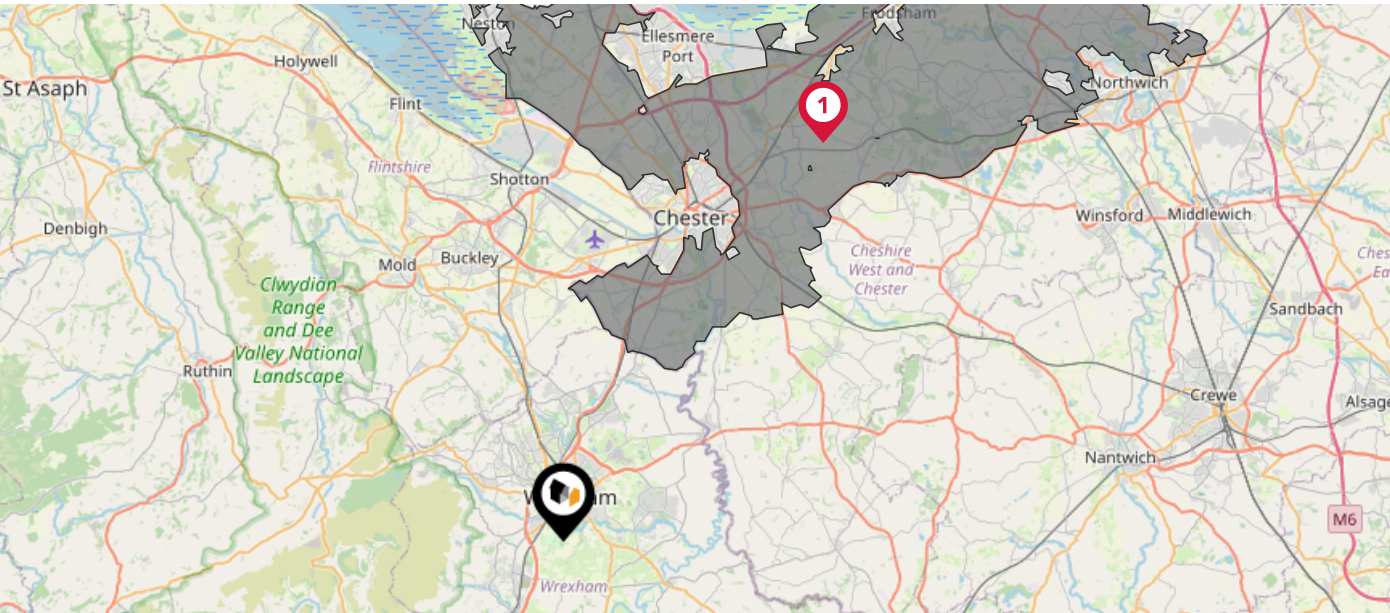 Neston
Frodsham
Ellesmere
Port
Holywell
St Asaph
Northwich
Flint
1
Flintshire
Shotton
Chester
Winsford
Middlewich
Denbigh
Buckley
Mold
Cheshire
West and
Chester
Clwydian
Range
and Dee
Valley National
Landscape
Sandbach
Ruthin
Crewe
Nantwich
M6
Wrexham